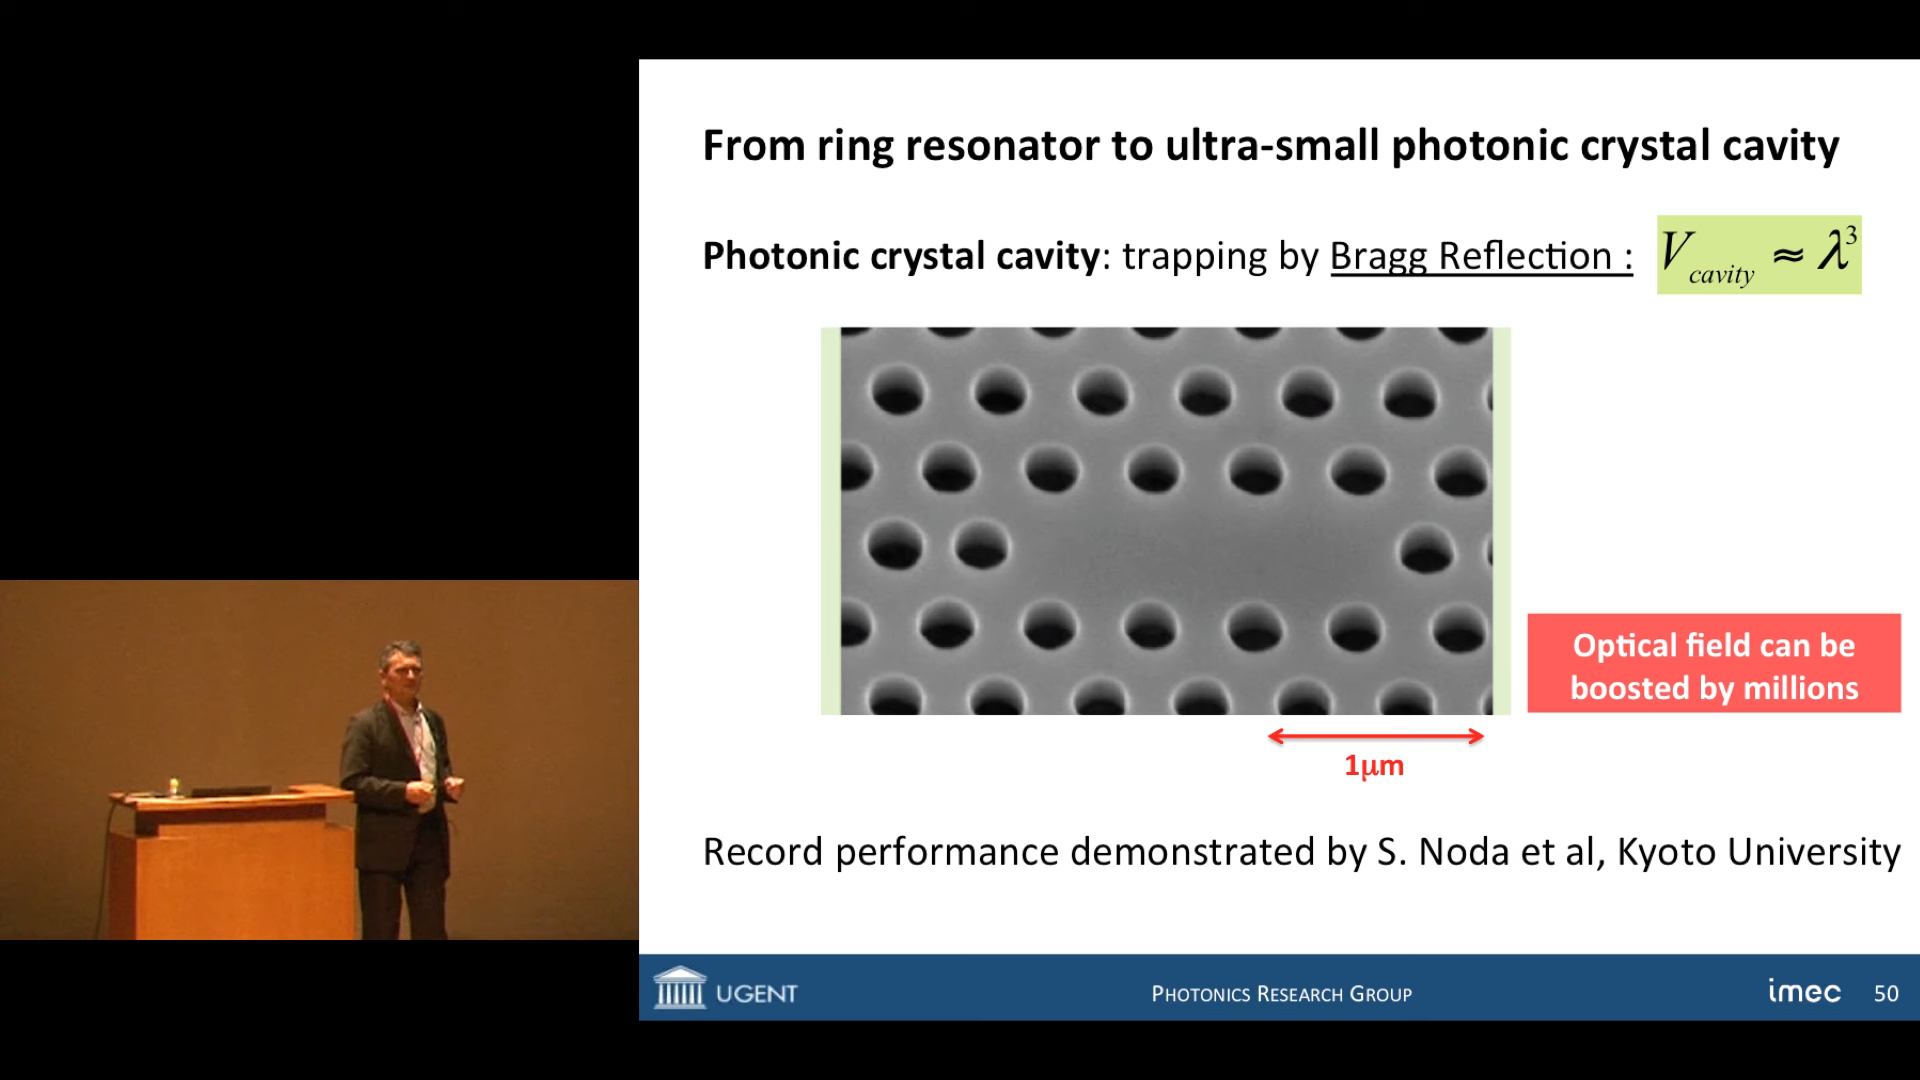 From ring resonator to ultra-small photonic crystal cavity
Photonic crystal cavity: trapping by Bragg Reflection : V_cavity ≈ λ³
Optical field can be
boosted by millions
1μm
Record performance demonstrated by S. Noda et al, Kyoto University
UGENT PHOTONICS RESEARCH GROUP imec 50